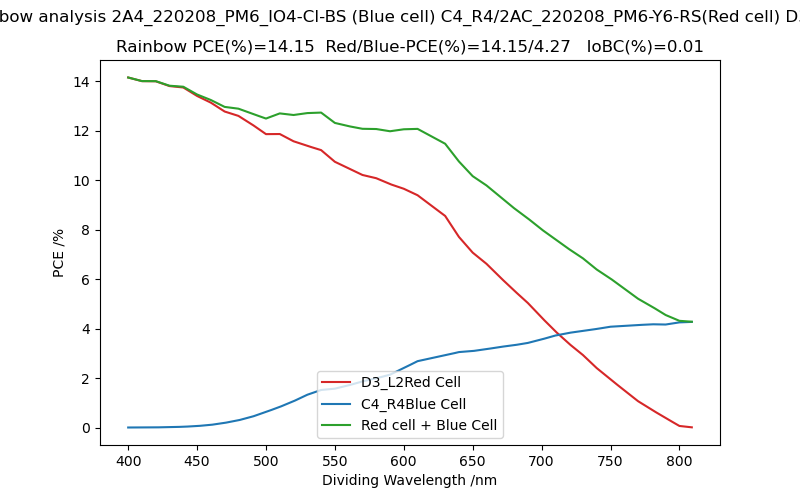 bow analysis 2A4_220208_PM6_IO4-Cl-BS (Blue cell) C4_R4/2AC_220208_PM6-Y6-RS(Red cell) D
Rainbow PCE(%)=14.15 Red/Blue-PCE(%)=14.15/4.27 IoBC(%)=0.01
14
12
10
8
6
4
2
0
PCE /%
D3_L2Red Cell
C4_R4Blue Cell
Red cell + Blue Cell
400 450 500 550 600 650 700 750 800
Dividing Wavelength /nm